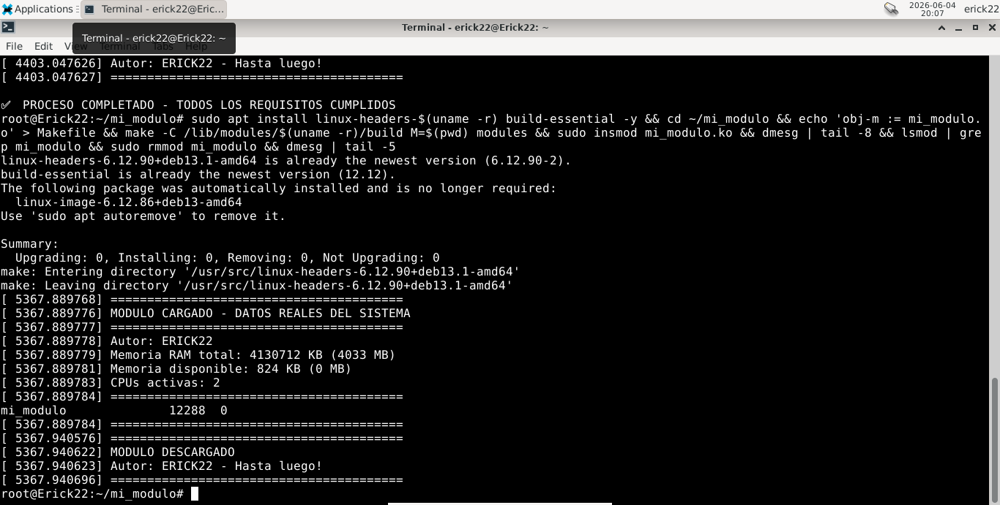 Applications
Terminal - erick22@Eric...
2026-06-04
20:07
erick22
Terminal - erick22@Erick22: ~
Terminal - erick22@Erick22: ~
File Edit View Terminal Tabs Help
[ 4403.047626] Autor: ERICK22 - Hasta luego!
[ 4403.047627] ========================================
✔ PROCESO COMPLETADO - TODOS LOS REQUISITOS CUMPLIDOS
root@Erick22:~/mi_modulo# sudo apt install linux-headers-$(uname -r) build-essential -y && cd ~/mi_modulo && echo 'obj-m := mi_modulo.
o' > Makefile && make -C /lib/modules/$(uname -r)/build M=$(pwd) modules && sudo insmod mi_modulo.ko && dmesg | tail -8 && lsmod | gre
p mi_modulo && sudo rmmod mi_modulo && dmesg | tail -5
linux-headers-6.12.90+deb13.1-amd64 is already the newest version (6.12.90-2).
build-essential is already the newest version (12.12).
The following package was automatically installed and is no longer required:
  linux-image-6.12.86+deb13-amd64
Use 'sudo apt autoremove' to remove it.
Summary:
  Upgrading: 0, Installing: 0, Removing: 0, Not Upgrading: 0
make: Entering directory '/usr/src/linux-headers-6.12.90+deb13.1-amd64'
make: Leaving directory '/usr/src/linux-headers-6.12.90+deb13.1-amd64'
[ 5367.889768] ========================================
[ 5367.889776] MODULO CARGADO - DATOS REALES DEL SISTEMA
[ 5367.889777] ========================================
[ 5367.889778] Autor: ERICK22
[ 5367.889779] Memoria RAM total: 4130712 KB (4033 MB)
[ 5367.889781] Memoria disponible: 824 KB (0 MB)
[ 5367.889783] CPUs activas: 2
[ 5367.889784] ========================================
mi_modulo              12288  0
[ 5367.889784] ========================================
[ 5367.940576] ========================================
[ 5367.940622] MODULO DESCARGADO
[ 5367.940623] Autor: ERICK22 - Hasta luego!
[ 5367.940696] ========================================
root@Erick22:~/mi_modulo#